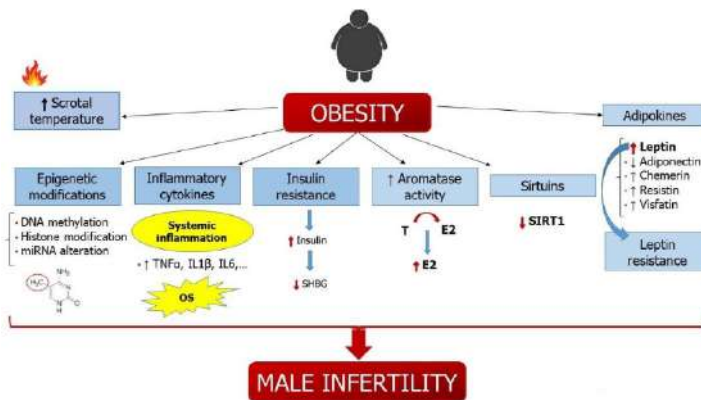 OBESITY
↑ Scrotal
temperature
Adipokines
↑ Leptin
↓ Adiponectin
↑ Chemerin
↑ Resistin
↑ Visfatin
Leptin
resistance
Epigenetic
modifications
DNA methylation
Histone modification
miRNA alteration
NH₂
H₃C
N
N
H
O
Inflammatory
cytokines
Systemic
inflammation
↑ TNFα, IL1β, IL6,...
OS
Insulin
resistance
↑ Insulin
↓ SHBG
↑ Aromatase
activity
T E2
↑ E2
Sirtuins
↓ SIRT1
MALE INFERTILITY